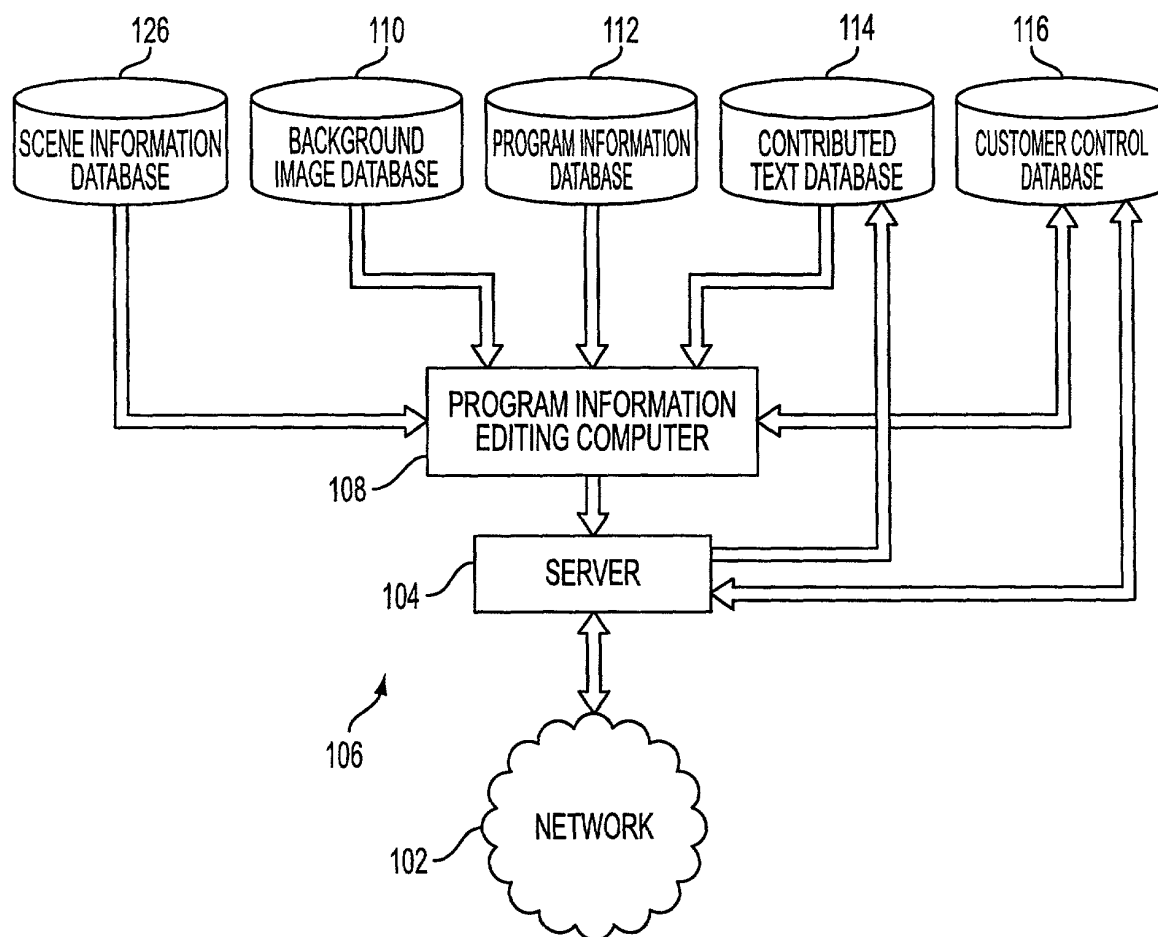 126
110
112
114
116
SCENE INFORMATION
DATABASE
BACKGROUND
IMAGE DATABASE
PROGRAM INFORMATION
DATABASE
CONTRIBUTED
TEXT DATABASE
CUSTOMER CONTROL
DATABASE
PROGRAM INFORMATION
EDITING COMPUTER
108
SERVER
104
106
NETWORK
102